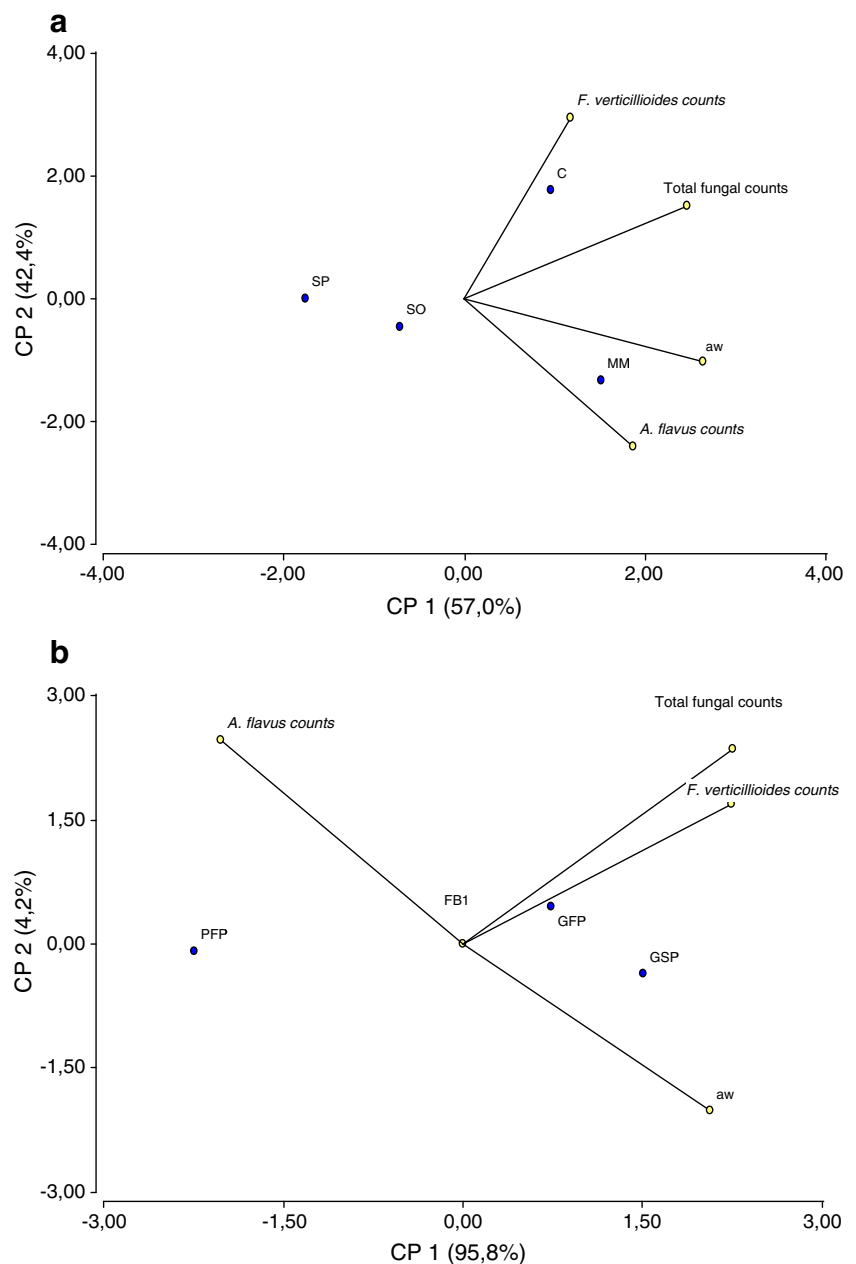 a
4,00
F. verticillioides counts
C
Total fungal counts
2,00
SP
SO
0,00
aw
MM
A. flavus counts
-2,00
-4,00
CP 2 (42,4%)
-4,00 -2,00 0,00 2,00 4,00
CP 1 (57,0%)
b
3,00
A. flavus counts
Total fungal counts
F. verticillioides counts
1,50
FB1
GFP
PFP
GSP
0,00
-1,50
aw
-3,00
CP 2 (4,2%)
-3,00 -1,50 0,00 1,50 3,00
CP 1 (95,8%)